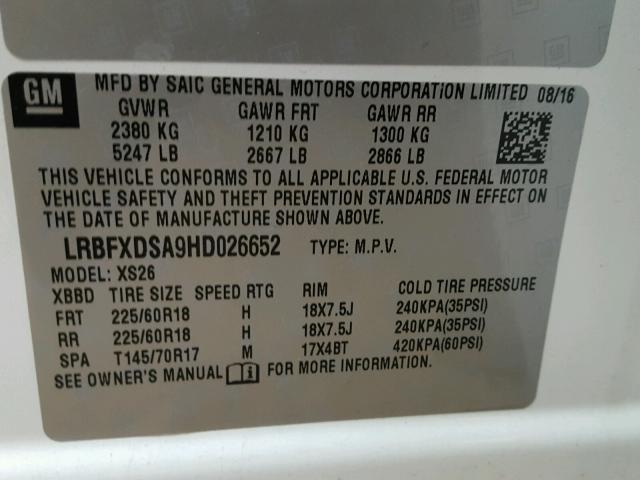 GM MFD BY SAIC GENERAL MOTORS CORPORATION LIMITED 08/16
GVWR GAWR FRT GAWR RR
2380 KG 1210 KG 1300 KG
5247 LB 2667 LB 2866 LB
THIS VEHICLE CONFORMS TO ALL APPLICABLE U.S. FEDERAL MOTOR
VEHICLE SAFETY AND THEFT PREVENTION STANDARDS IN EFFECT ON
THE DATE OF MANUFACTURE SHOWN ABOVE.
LRBFXDSA9HD026652 TYPE: M.P.V.
MODEL: XS26
XBBD TIRE SIZE SPEED RTG RIM COLD TIRE PRESSURE
FRT 225/60R18 H 18X7.5J 240KPA(35PSI)
RR 225/60R18 H 18X7.5J 240KPA(35PSI)
SPA T145/70R17 M 17X4BT 420KPA(60PSI)
SEE OWNER'S MANUAL FOR MORE INFORMATION.